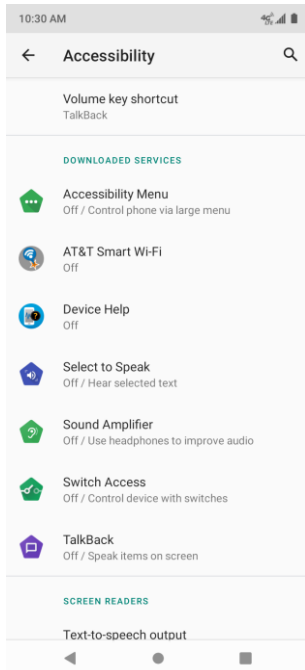 10:30 AM
Accessibility
Volume key shortcut
TalkBack
DOWNLOADED SERVICES
Accessibility Menu
Off / Control phone via large menu
AT&T Smart Wi-Fi
Off
Device Help
Off
Select to Speak
Off / Hear selected text
Sound Amplifier
Off / Use headphones to improve audio
Switch Access
Off / Control device with switches
TalkBack
Off / Speak items on screen
SCREEN READERS
Text-to-speech output